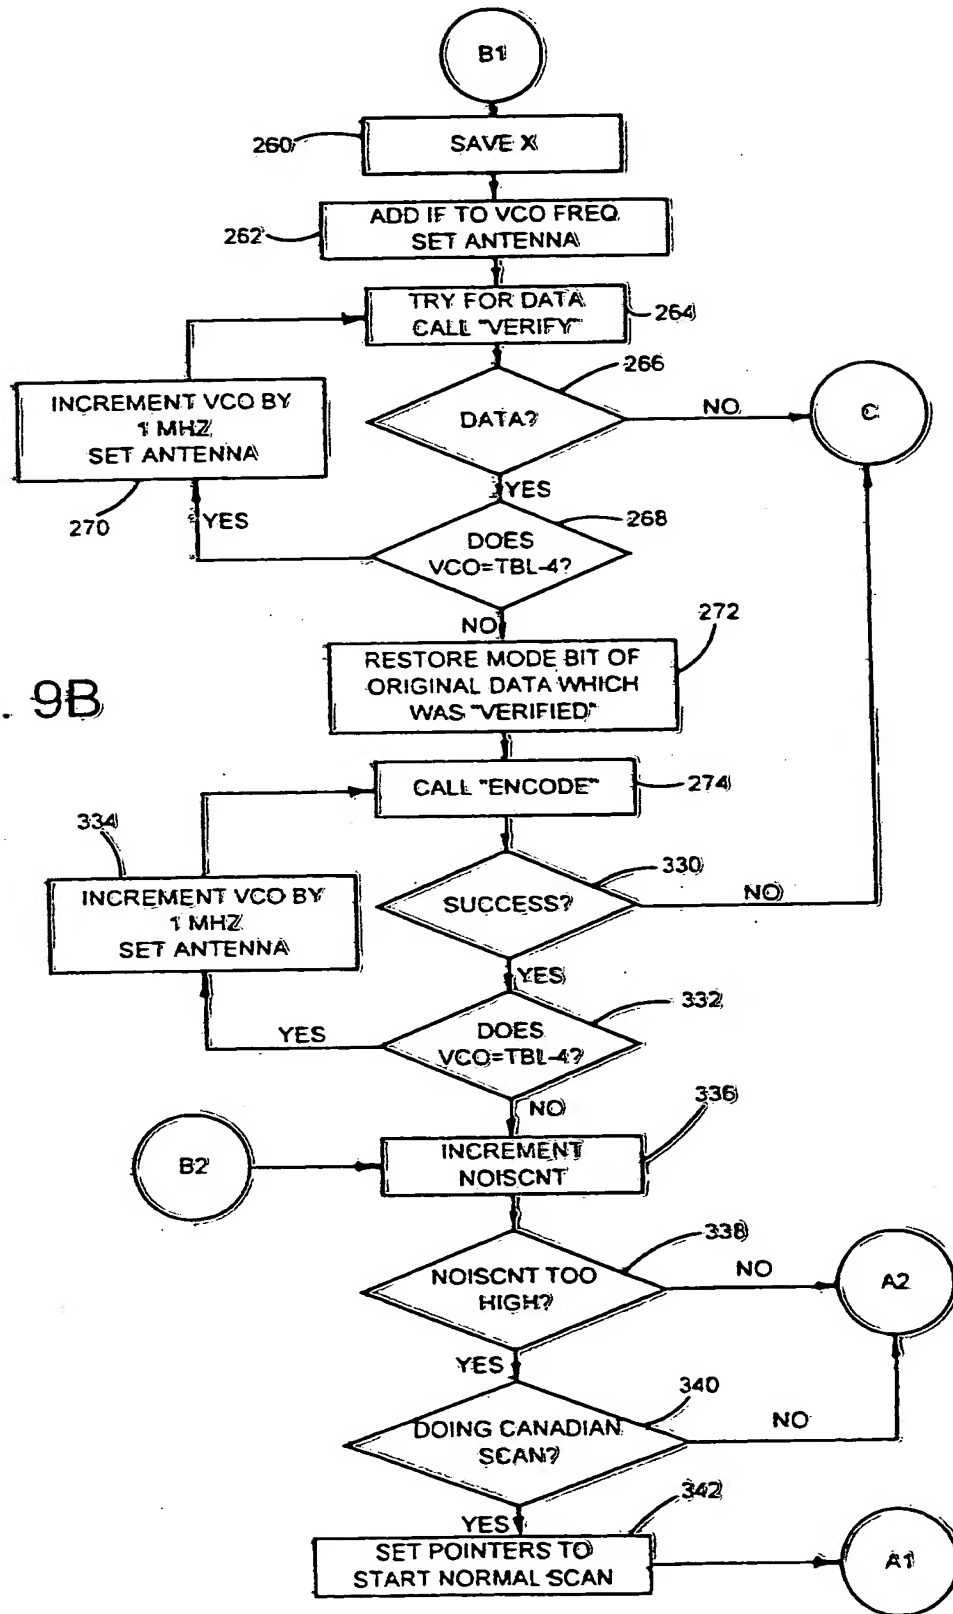 B1
260
SAVE X
262
ADD IF TO VCO FREQ.
SET ANTENNA
TRY FOR DATA
CALL "VERIFY"
264
266
DATA?
NO
C
INCREMENT VCO BY
1 MHZ
SET ANTENNA
270
YES
YES
268
DOES
VCO=TBL-4?
NO
272
RESTORE MODE BIT OF
ORIGINAL DATA WHICH
WAS "VERIFIED"
. 9B
CALL "ENCODE"
274
334
INCREMENT VCO BY
1 MHZ
SET ANTENNA
330
SUCCESS?
NO
YES
332
DOES
VCO=TBL-4?
YES
NO
336
B2
INCREMENT
NOISCNT
338
NOISCNT TOO
HIGH?
NO
A2
YES
340
DOING CANADIAN
SCAN?
NO
YES
342
SET POINTERS TO
START NORMAL SCAN
A1